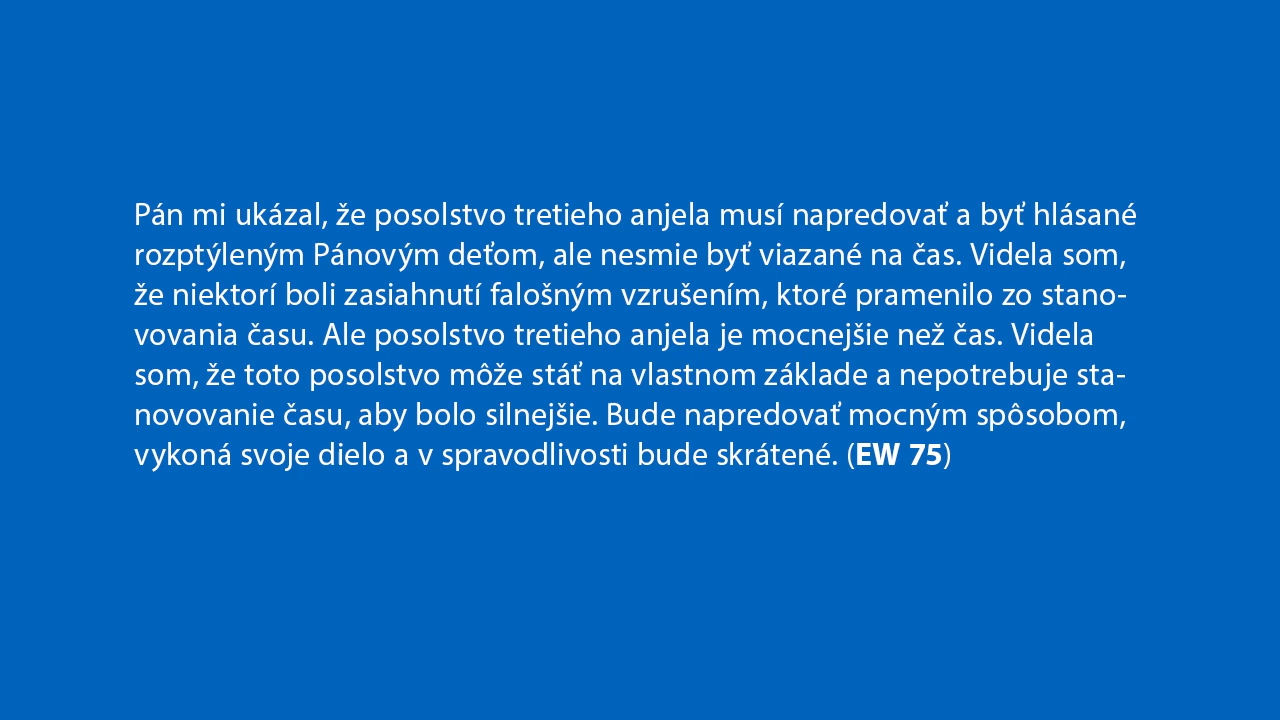 Pán mi ukázal, že posolstvo tretieho anjela musí napredovať a byť hlásané
rozptýleným Pánovým deťom, ale nesmie byť viazané na čas. Videla som,
že niektorí boli zasiahnutí falošným vzrušením, ktoré pramenilo zo stano-
vovania času. Ale posolstvo tretieho anjela je mocnejšie než čas. Videla
som, že toto posolstvo môže stáť na vlastnom základe a nepotrebuje sta-
novovanie času, aby bolo silnejšie. Bude napredovať mocným spôsobom,
vykoná svoje dielo a v spravodlivosti bude skrátené. (EW 75)